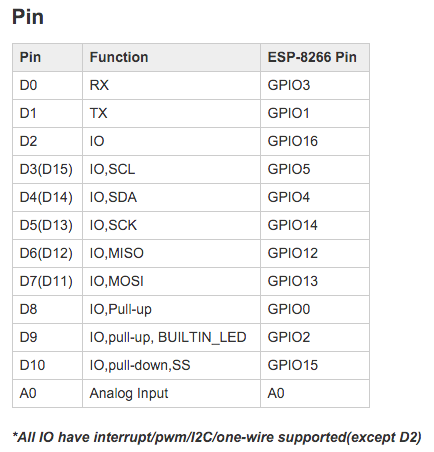 Pin
Pin Function ESP-8266 Pin
D0 RX GPIO3
D1 TX GPIO1
D2 IO GPIO16
D3(D15) IO,SCL GPIO5
D4(D14) IO,SDA GPIO4
D5(D13) IO,SCK GPIO14
D6(D12) IO,MISO GPIO12
D7(D11) IO,MOSI GPIO13
D8 IO,Pull-up GPIO0
D9 IO,pull-up, BUILTIN_LED GPIO2
D10 IO,pull-down,SS GPIO15
A0 Analog Input A0
*All IO have interrupt/pwm/I2C/one-wire supported(except D2)